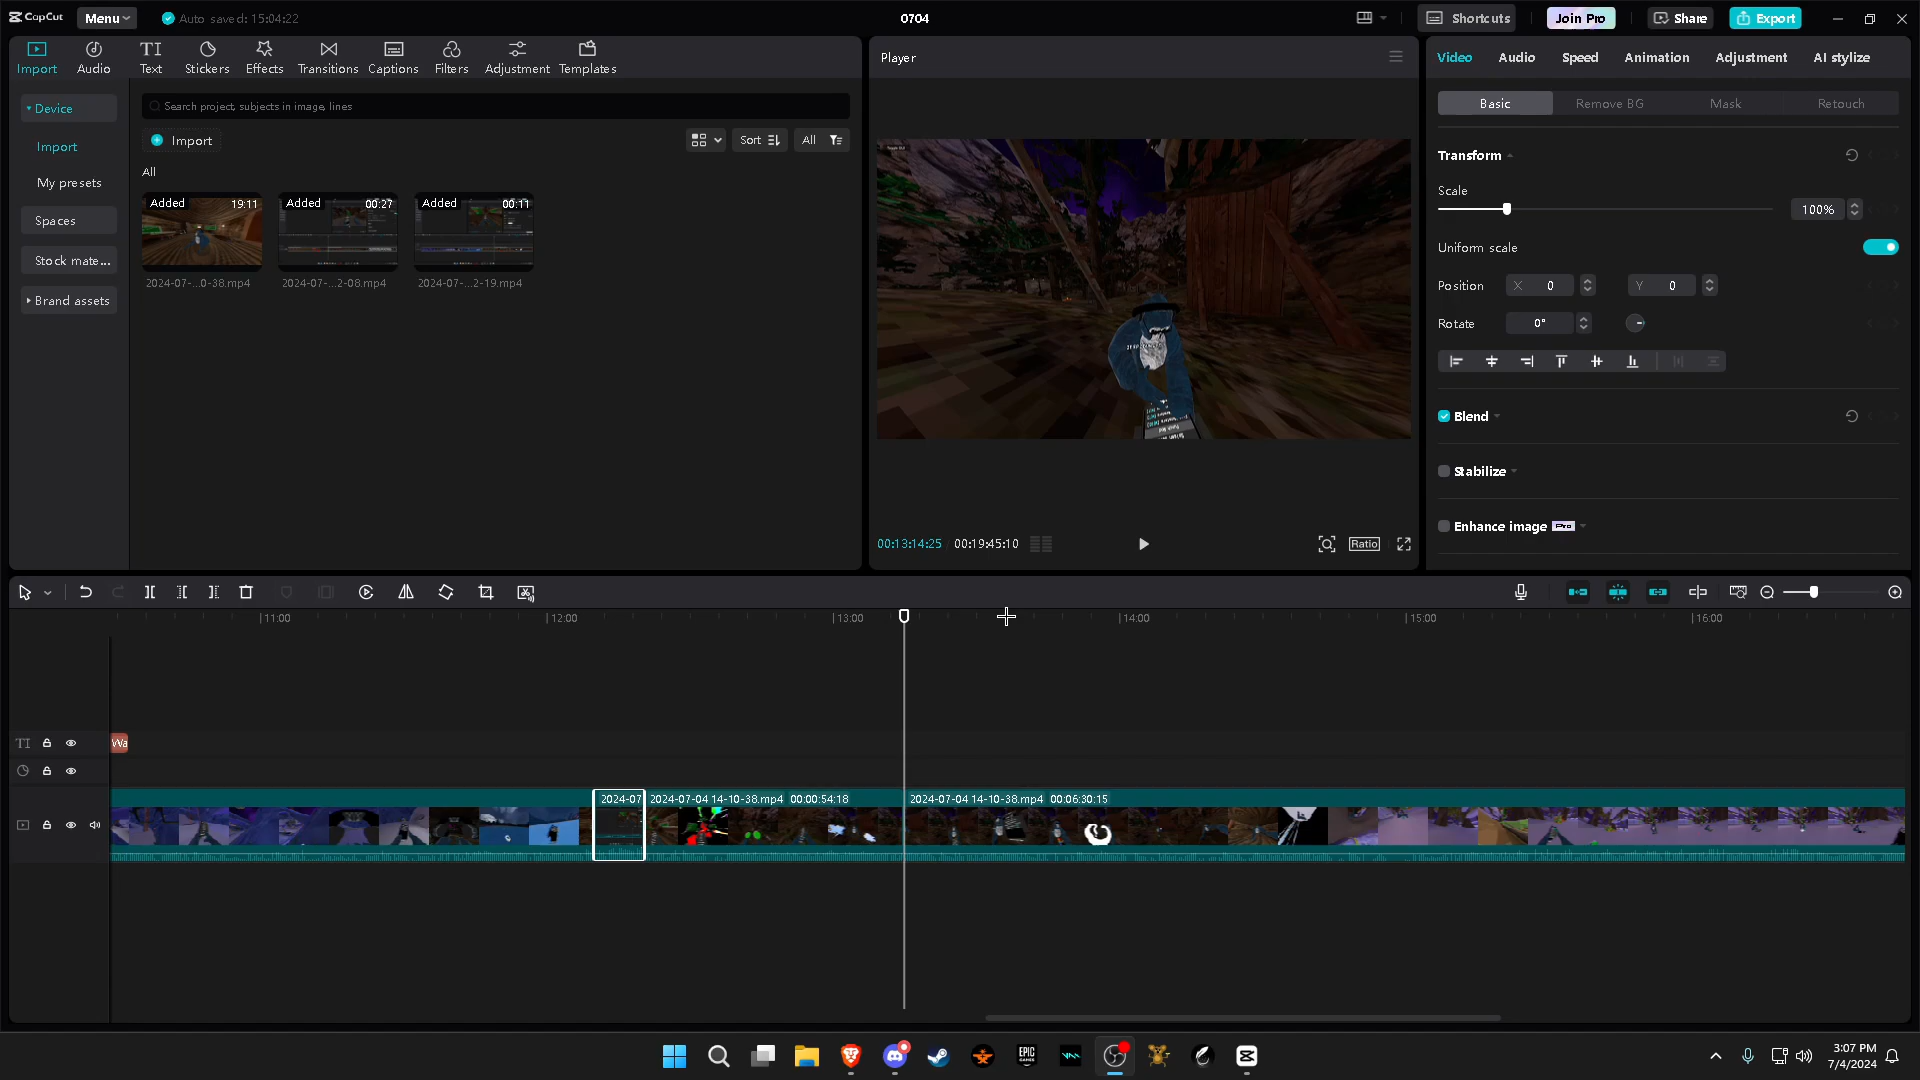 CapCut
Menu
Auto saved: 15:04:22
0704
Shortcuts
Join Pro
Share
Export
Import
Audio
Text
Stickers
Effects
Transitions
Captions
Filters
Adjustment
Templates
Device
Import
My presets
Spaces
Stock mate...
Brand assets
Search project, subjects in image, lines
Import
Sort
All
All
Added 19:11
Added 00:27
Added 00:11
2024-07-...0-38.mp4
2024-07-...2-08.mp4
2024-07-...2-19.mp4
Player
00:13:14:25 00:19:45:10
Ratio
Video
Audio
Speed
Animation
Adjustment
AI stylize
Basic
Remove BG
Mask
Retouch
Transform
Scale
100%
Uniform scale
Position X 0 Y 0
Rotate 0°
Blend
Stabilize
Enhance image Pro
11:00
12:00
13:00
14:00
15:00
16:00
TI
Wa
2024-07
2024-07-04 14-10-38.mp4 00:00:54:18
2024-07-04 14-10-38.mp4 00:06:30:15
EPIC GAMES
3:07 PM
7/4/2024